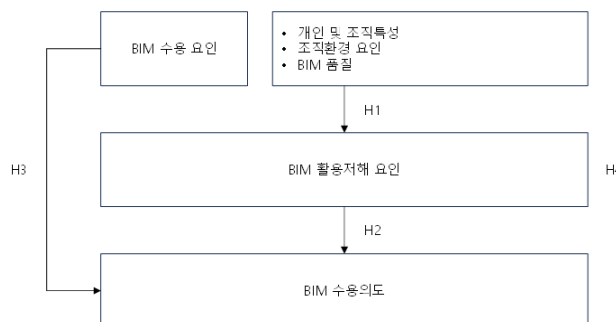 BIM 수용 요인
• 개인 및 조직특성
• 조직환경 요인
• BIM 품질
H1
H3
BIM 활용저해 요인
H2
BIM 수용의도